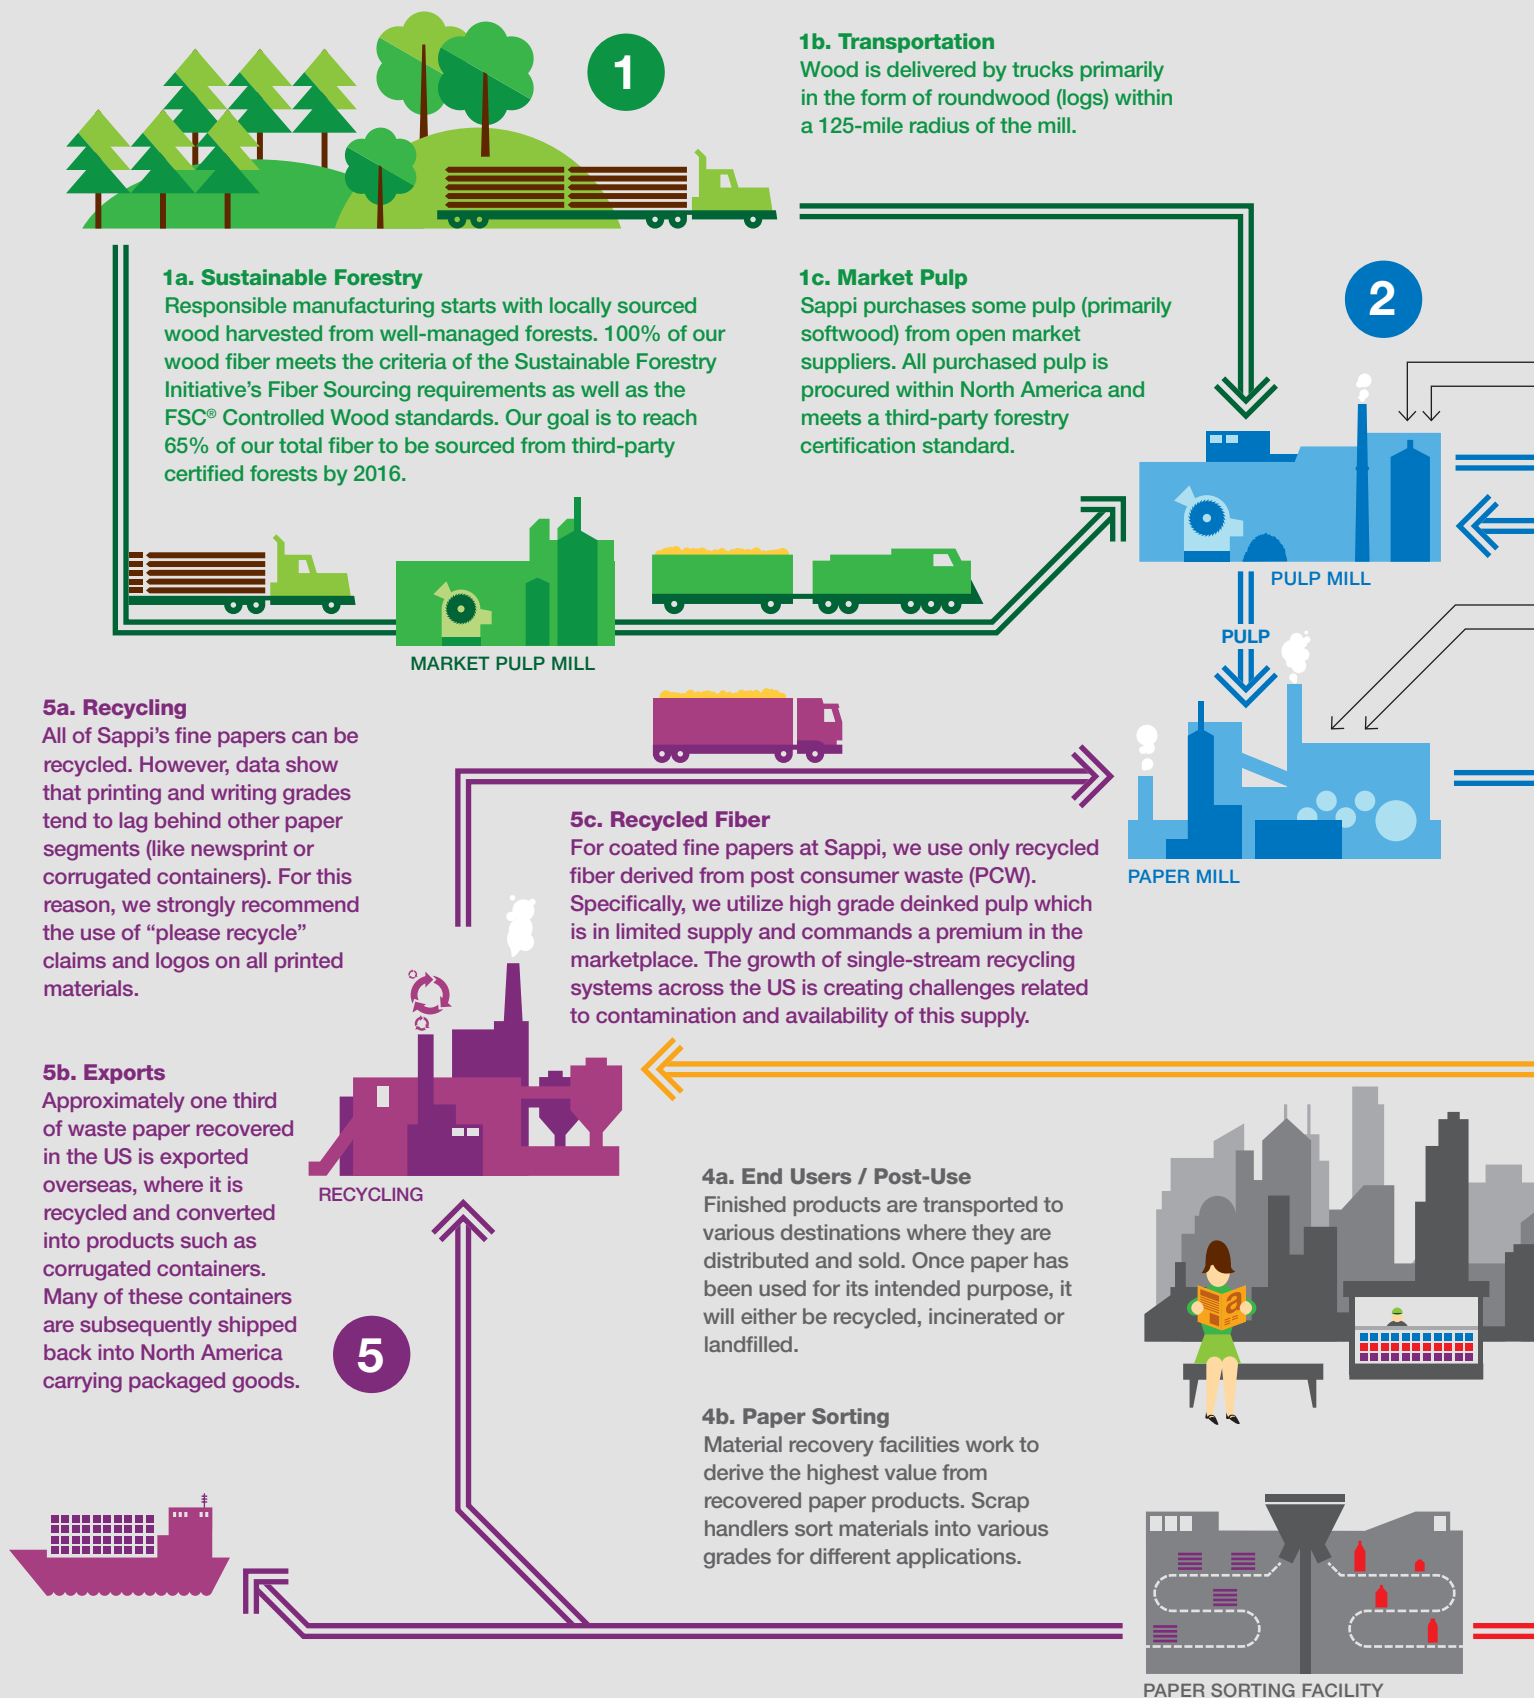 1
1b. Transportation
Wood is delivered by trucks primarily
in the form of roundwood (logs) within
a 125-mile radius of the mill.
1a. Sustainable Forestry
Responsible manufacturing starts with locally sourced
wood harvested from well-managed forests. 100% of our
wood fiber meets the criteria of the Sustainable Forestry
Initiative’s Fiber Sourcing requirements as well as the
FSC® Controlled Wood standards. Our goal is to reach
65% of our total fiber to be sourced from third-party
certified forests by 2016.
1c. Market Pulp
Sappi purchases some pulp (primarily
softwood) from open market
suppliers. All purchased pulp is
procured within North America and
meets a third-party forestry
certification standard.
2
PULP MILL
PULP
MARKET PULP MILL
PAPER MILL
5a. Recycling
All of Sappi’s fine papers can be
recycled. However, data show
that printing and writing grades
tend to lag behind other paper
segments (like newsprint or
corrugated containers). For this
reason, we strongly recommend
the use of “please recycle”
claims and logos on all printed
materials.
5c. Recycled Fiber
For coated fine papers at Sappi, we use only recycled
fiber derived from post consumer waste (PCW).
Specifically, we utilize high grade deinked pulp which
is in limited supply and commands a premium in the
marketplace. The growth of single-stream recycling
systems across the US is creating challenges related
to contamination and availability of this supply.
5b. Exports
Approximately one third
of waste paper recovered
in the US is exported
overseas, where it is
recycled and converted
into products such as
corrugated containers.
Many of these containers
are subsequently shipped
back into North America
carrying packaged goods.
RECYCLING
5
4a. End Users / Post-Use
Finished products are transported to
various destinations where they are
distributed and sold. Once paper has
been used for its intended purpose, it
will either be recycled, incinerated or
landfilled.
a
4b. Paper Sorting
Material recovery facilities work to
derive the highest value from
recovered paper products. Scrap
handlers sort materials into various
grades for different applications.
PAPER SORTING FACILITY